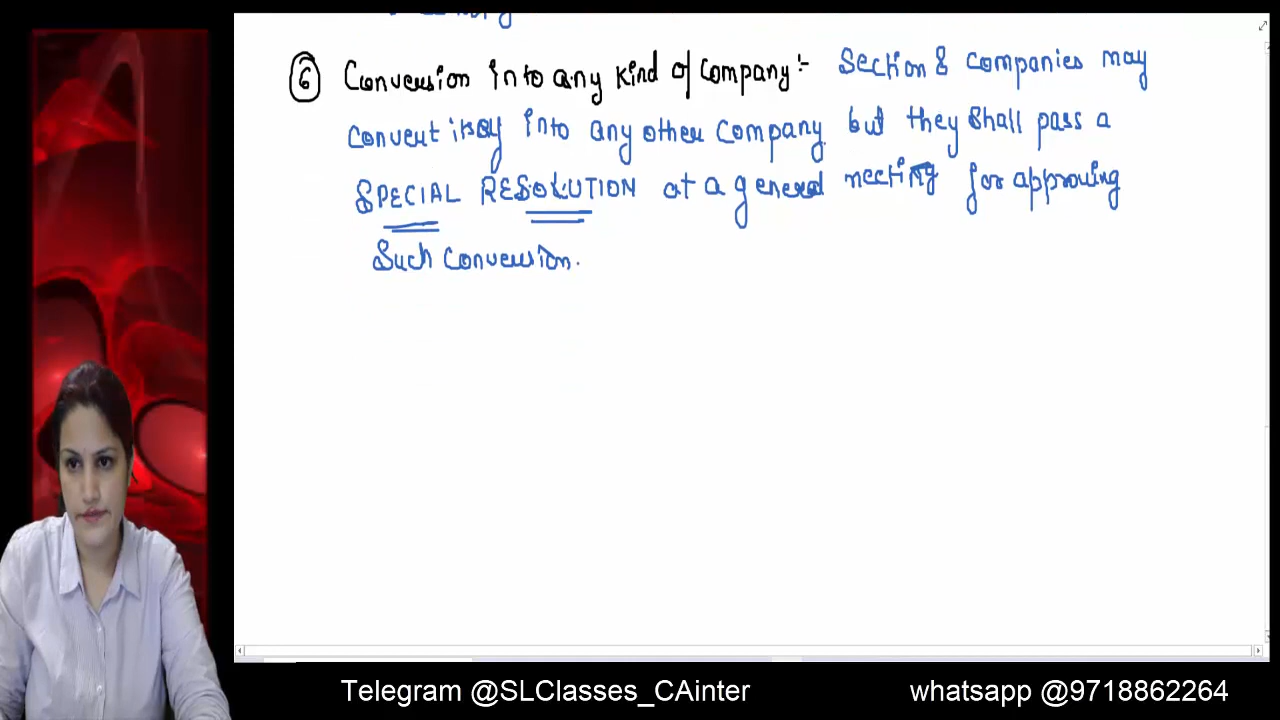 ⑥ Conversion into any kind of Company:- Section 8 companies may
Convert itself into any other Company but they shall pass a
SPECIAL RESOLUTION at a general meeting for approving
Such Conversion.
Telegram @SLClasses_CAinter whatsapp @9718862264